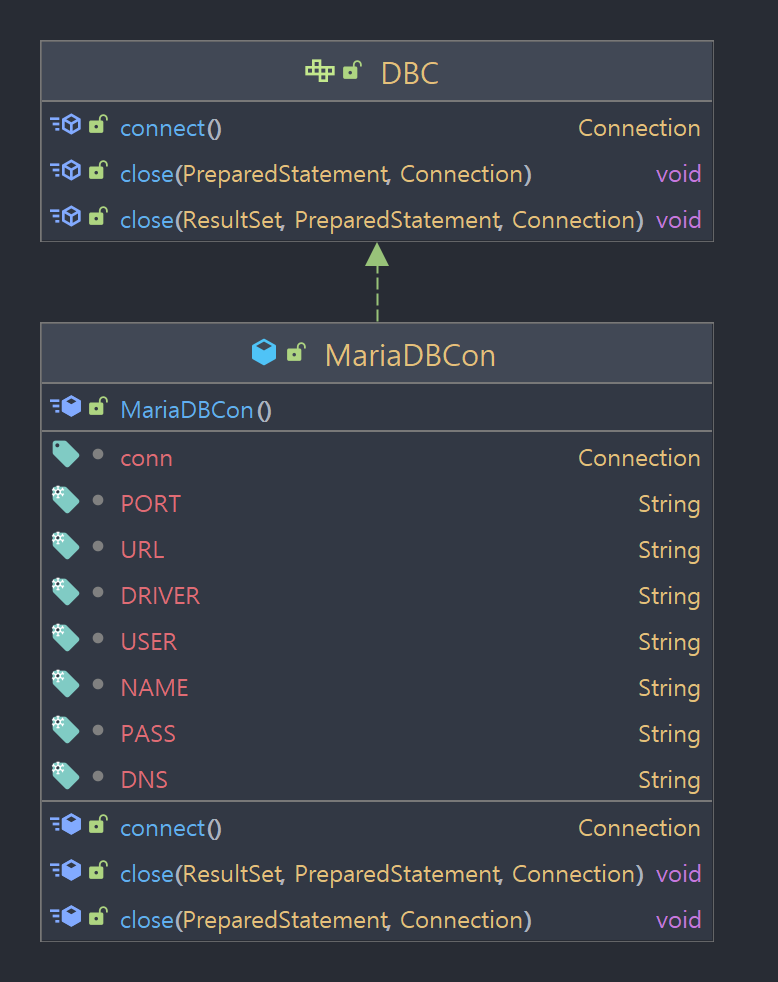 DBC
connect() Connection
close(PreparedStatement, Connection) void
close(ResultSet, PreparedStatement, Connection) void
MariaDBCon
MariaDBCon()
conn Connection
PORT String
URL String
DRIVER String
USER String
NAME String
PASS String
DNS String
connect() Connection
close(ResultSet, PreparedStatement, Connection) void
close(PreparedStatement, Connection) void